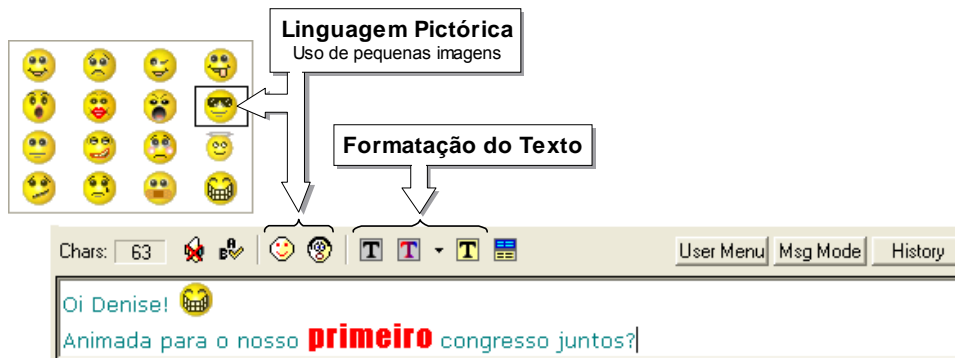 Linguagem Pictórica
Uso de pequenas imagens
Formatação do Texto
Chars: 63
User Menu Msg Mode History
Oi Denise!
Animada para o nosso primeiro congresso juntos?